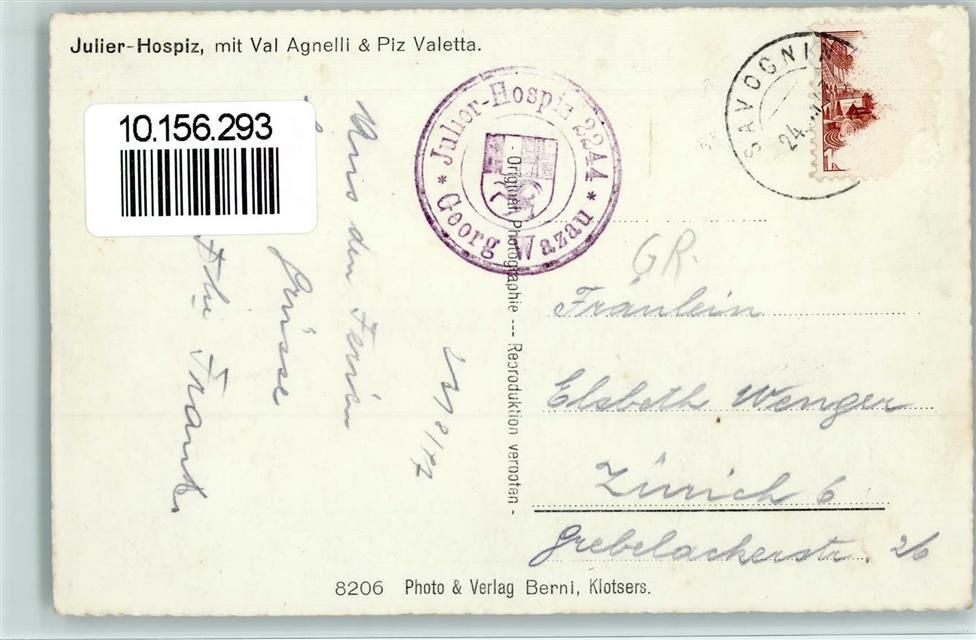 Julier-Hospiz, mit Val Agnelli & Piz Valetta.
10.156.293
* Julier-Hospiz 2244 *
Georg Wazau
SAVOGNIN
24.
GR.
Fräulein
Elsbeth Wenger
Zürich 6
Grebelackerstr. 26
Aus den Ferien
Grüsse
- Original Photographie --- Reproduktion verboten -
8206 Photo & Verlag Berni, Klotsers.